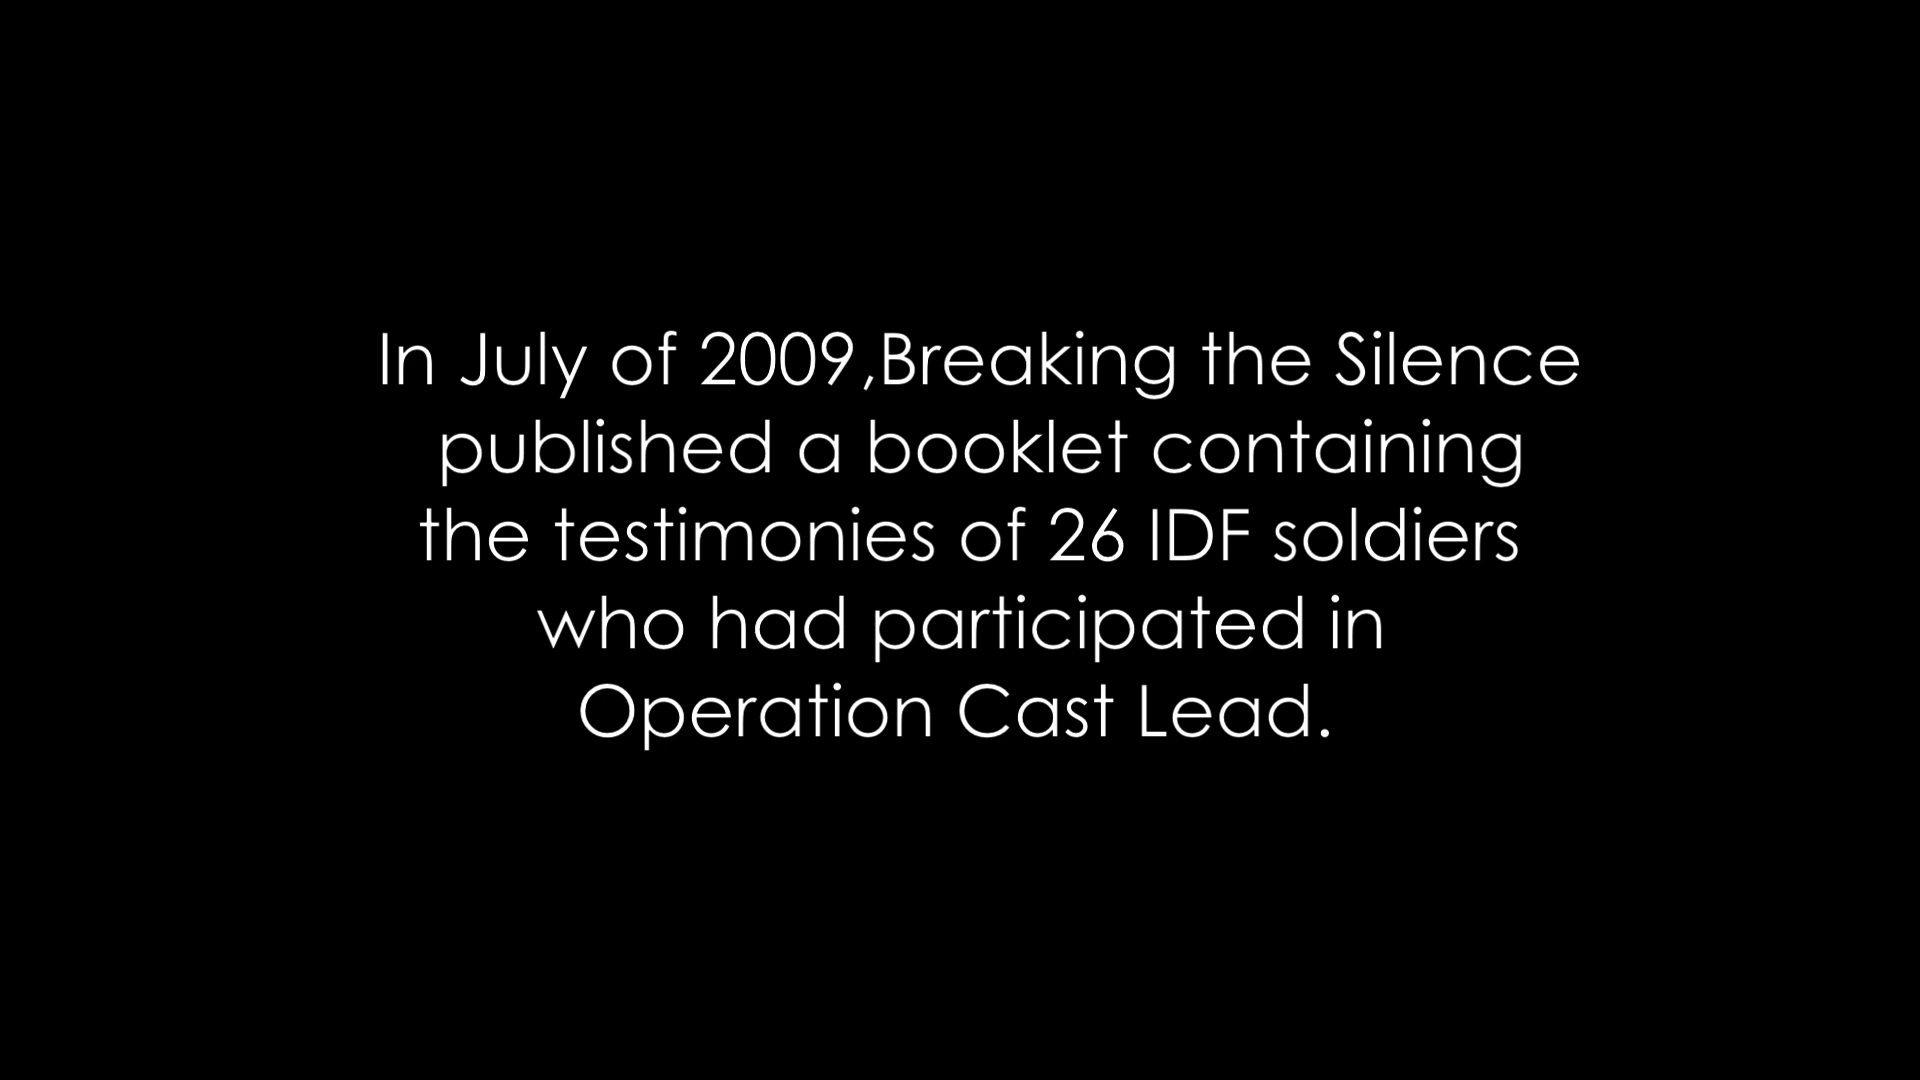 In July of 2009,Breaking the Silence
published a booklet containing
the testimonies of 26 IDF soldiers
who had participated in
Operation Cast Lead.